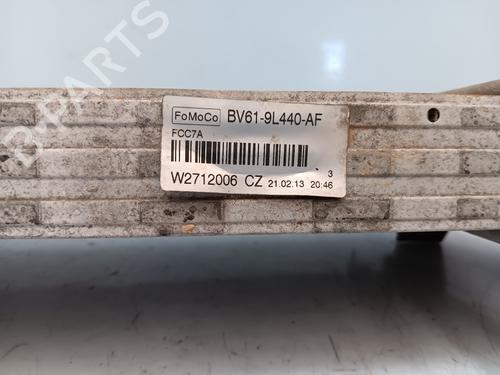 FoMoCo BV61-9L440-AF
FCC7A
3
W2712006 CZ 21.02.13 20:46
B-PARTS